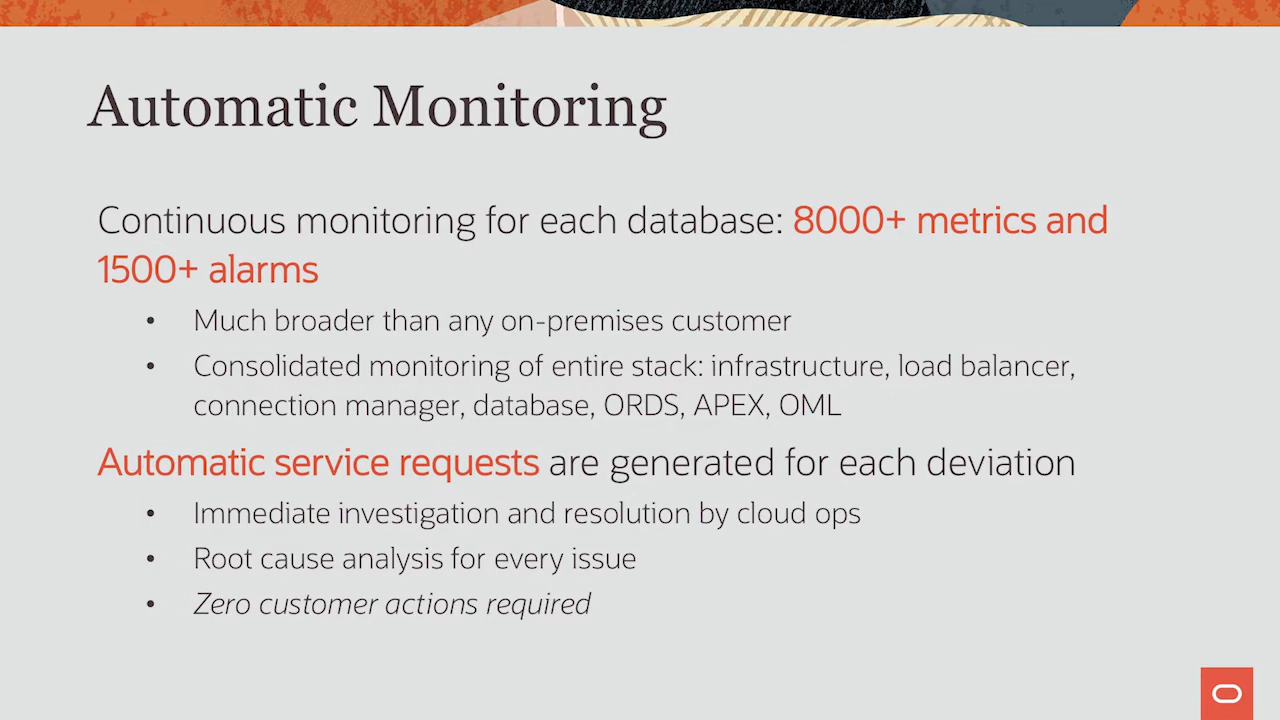 Automatic Monitoring
Continuous monitoring for each database: 8000+ metrics and
1500+ alarms
• Much broader than any on-premises customer
• Consolidated monitoring of entire stack: infrastructure, load balancer,
connection manager, database, ORDS, APEX, OML
Automatic service requests are generated for each deviation
• Immediate investigation and resolution by cloud ops
• Root cause analysis for every issue
• Zero customer actions required